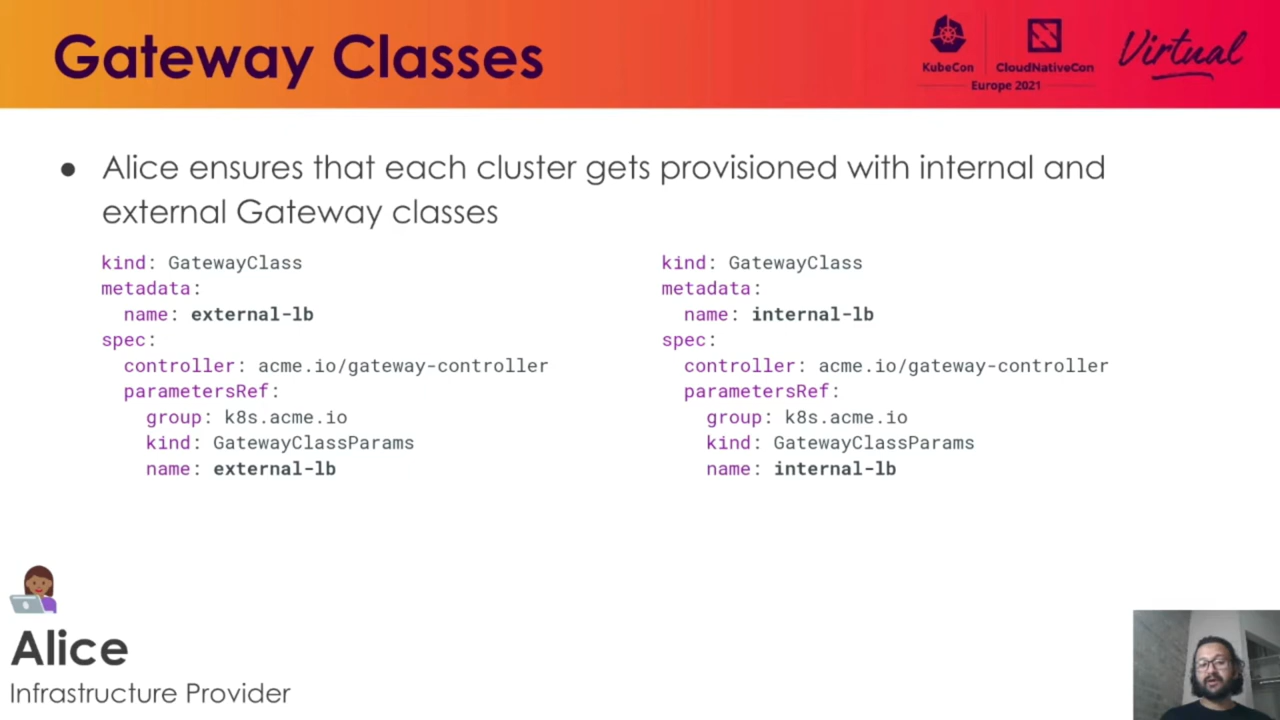 Gateway Classes
KubeCon
CloudNativeCon
Europe 2021
Virtual
● Alice ensures that each cluster gets provisioned with internal and
external Gateway classes
kind: GatewayClass
metadata:
  name: external-lb
spec:
  controller: acme.io/gateway-controller
  parametersRef:
    group: k8s.acme.io
    kind: GatewayClassParams
    name: external-lb
kind: GatewayClass
metadata:
  name: internal-lb
spec:
  controller: acme.io/gateway-controller
  parametersRef:
    group: k8s.acme.io
    kind: GatewayClassParams
    name: internal-lb
Alice
Infrastructure Provider